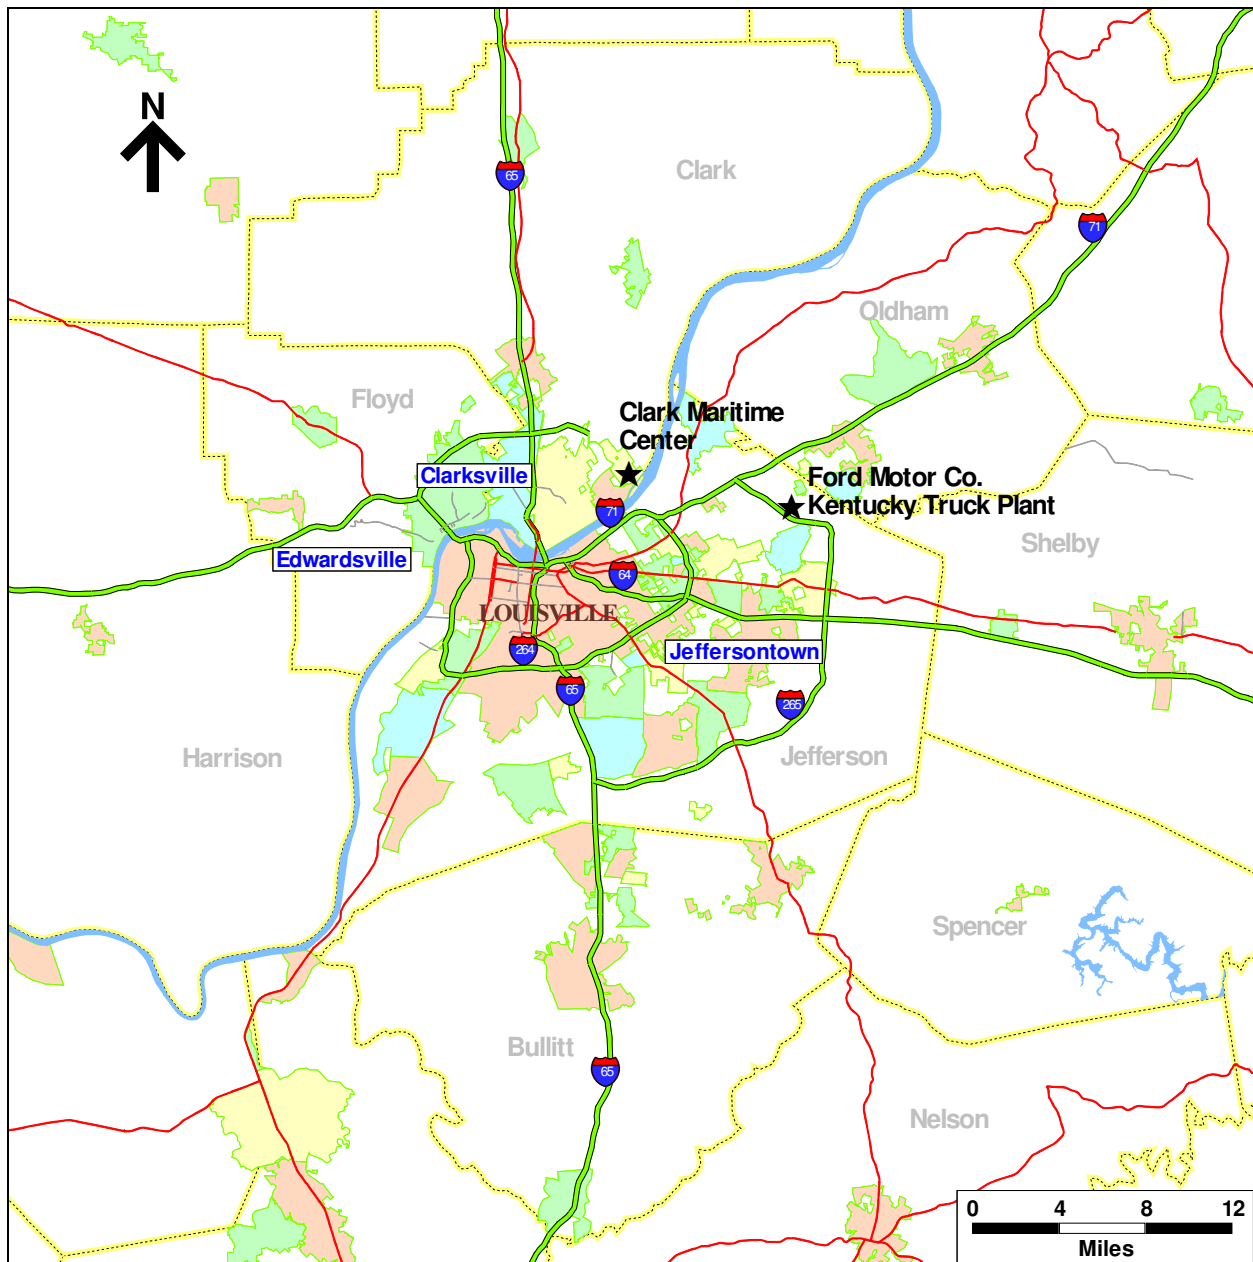 N
65
Clark
71
Oldham
Floyd
Clark Maritime
Center
Clarksville
Ford Motor Co.
Kentucky Truck Plant
71
Shelby
Edwardsville
64
LOUISVILLE
264
Jeffersontown
65
265
Harrison
Jefferson
Spencer
Bullitt
65
Nelson
0 4 8 12
Miles